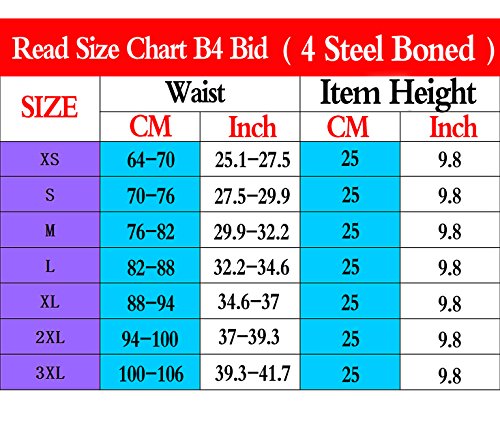 Read Size Chart B4 Bid ( 4 Steel Boned )
SIZE Waist Item Height
CM Inch CM Inch
XS 64-70 25.1-27.5 25 9.8
S 70-76 27.5-29.9 25 9.8
M 76-82 29.9-32.2 25 9.8
L 82-88 32.2-34.6 25 9.8
XL 88-94 34.6-37 25 9.8
2XL 94-100 37-39.3 25 9.8
3XL 100-106 39.3-41.7 25 9.8